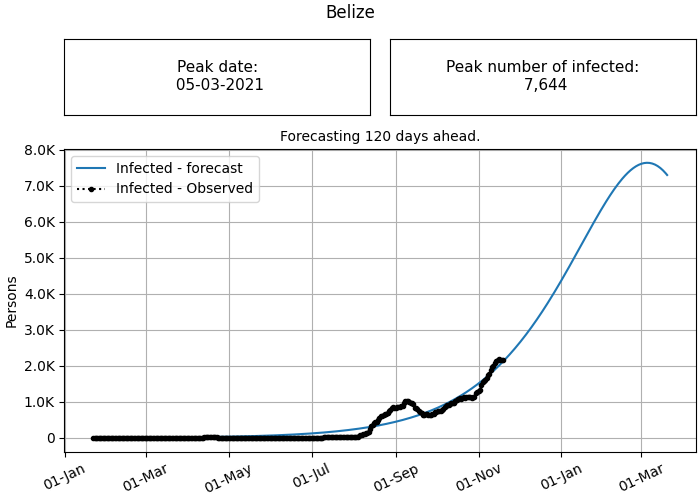 Belize
Peak date:
05-03-2021
Peak number of infected:
7,644
Forecasting 120 days ahead.
8.0K
7.0K
6.0K
5.0K
4.0K
3.0K
2.0K
1.0K
0
Persons
Infected - forecast
Infected - Observed
01-Jan
01-Mar
01-May
01-Jul
01-Sep
01-Nov
01-Jan
01-Mar